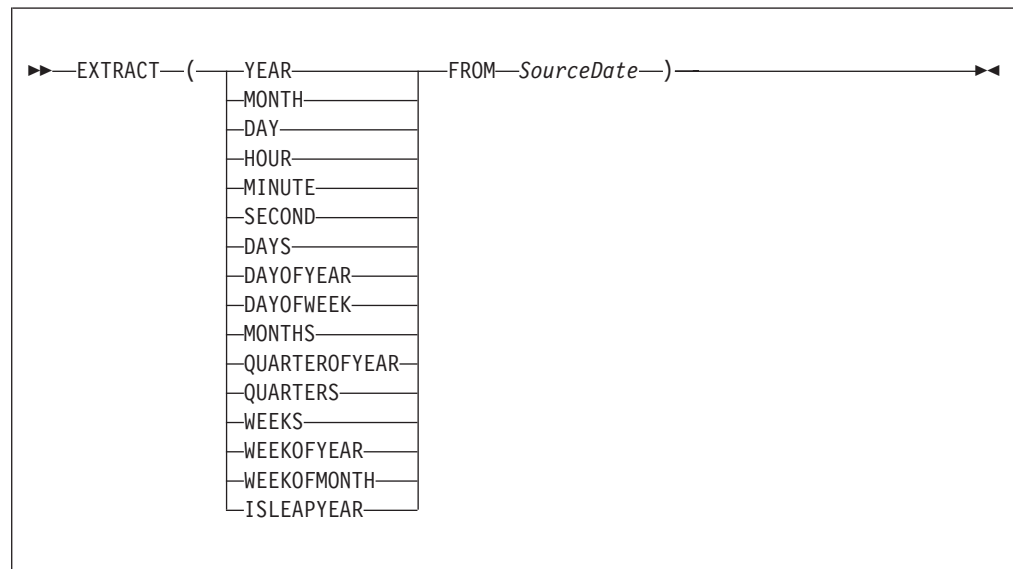 EXTRACT ( YEAR FROM SourceDate )
MONTH
DAY
HOUR
MINUTE
SECOND
DAYS
DAYOFYEAR
DAYOFWEEK
MONTHS
QUARTEROFYEAR
QUARTERS
WEEKS
WEEKOFYEAR
WEEKOFMONTH
ISLEAPYEAR